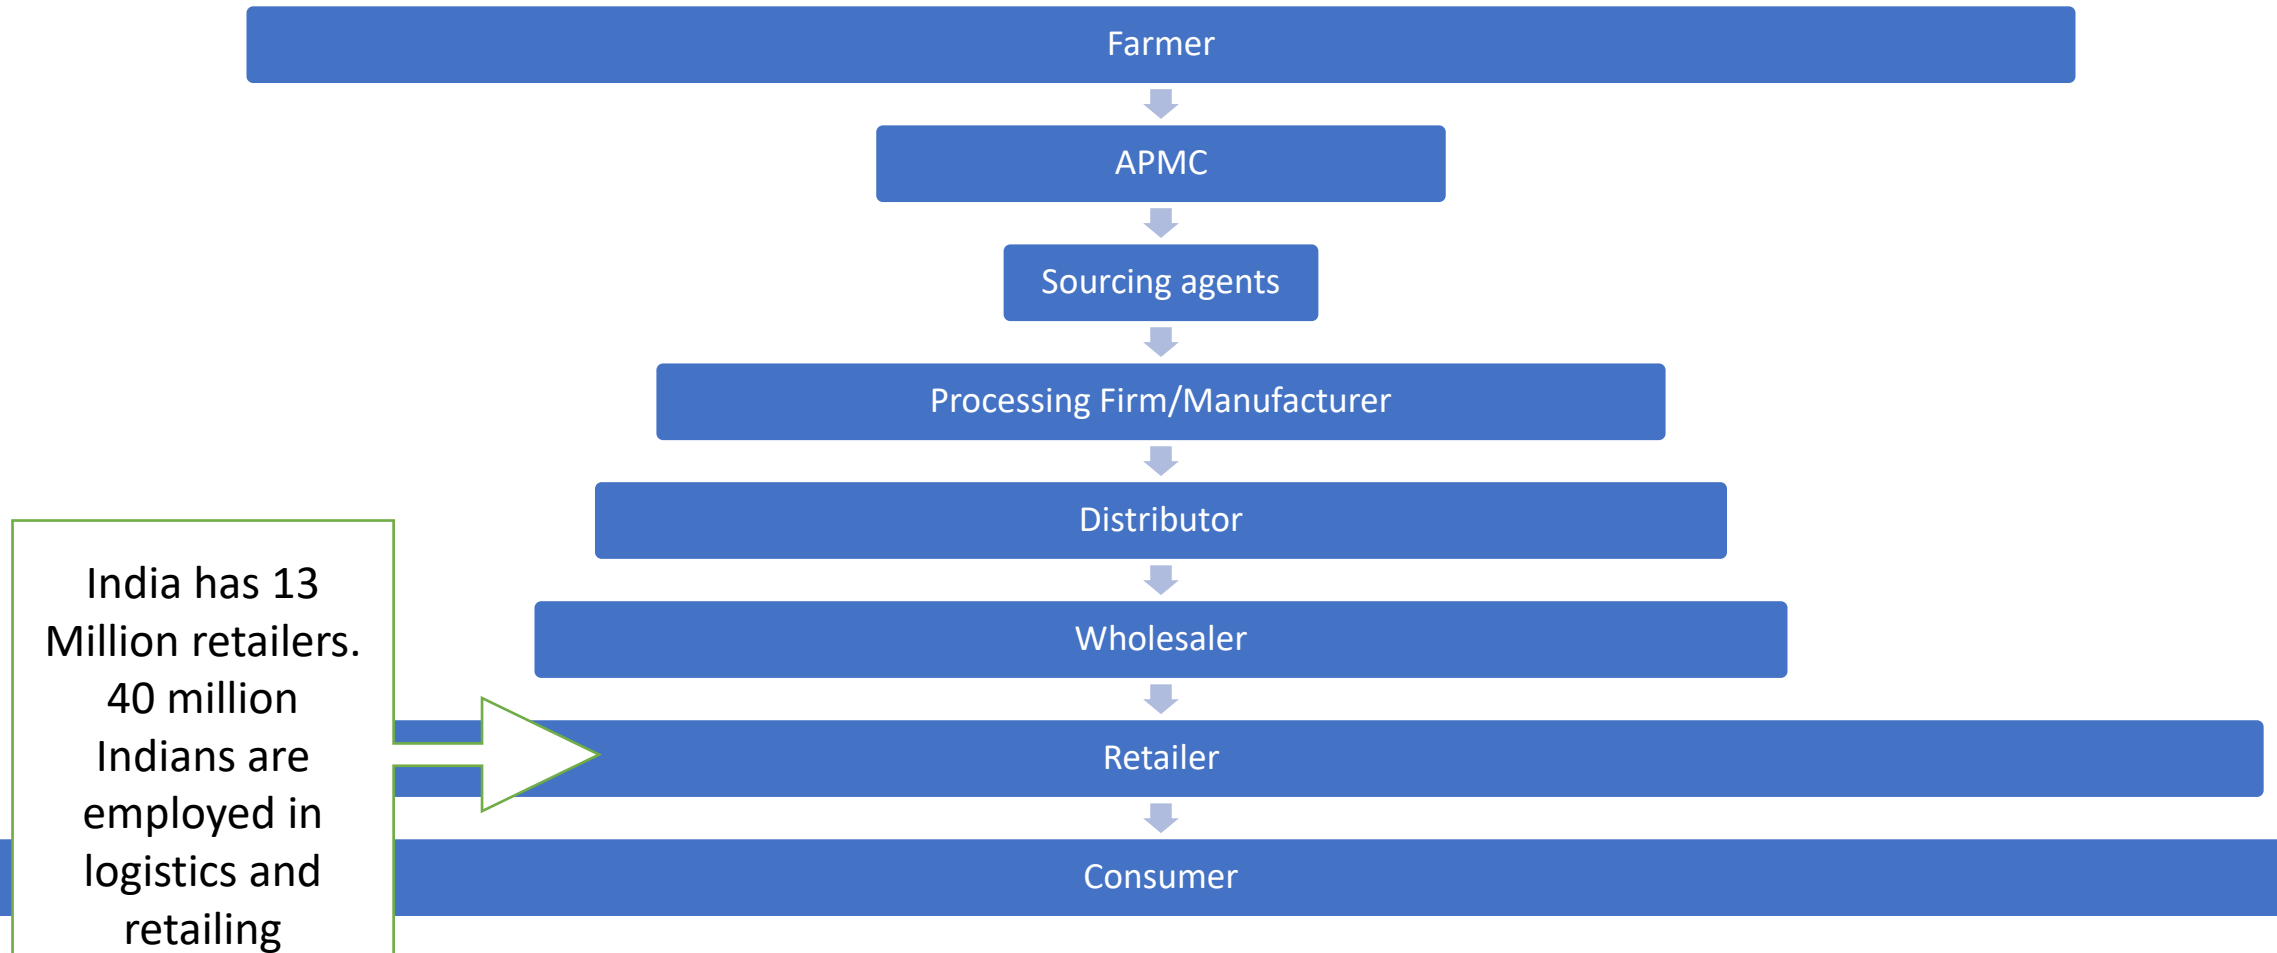 Farmer
APMC
Sourcing agents
Processing Firm/Manufacturer
Distributor
Wholesaler
Retailer
Consumer
India has 13
Million retailers.
40 million
Indians are
employed in
logistics and
retailing